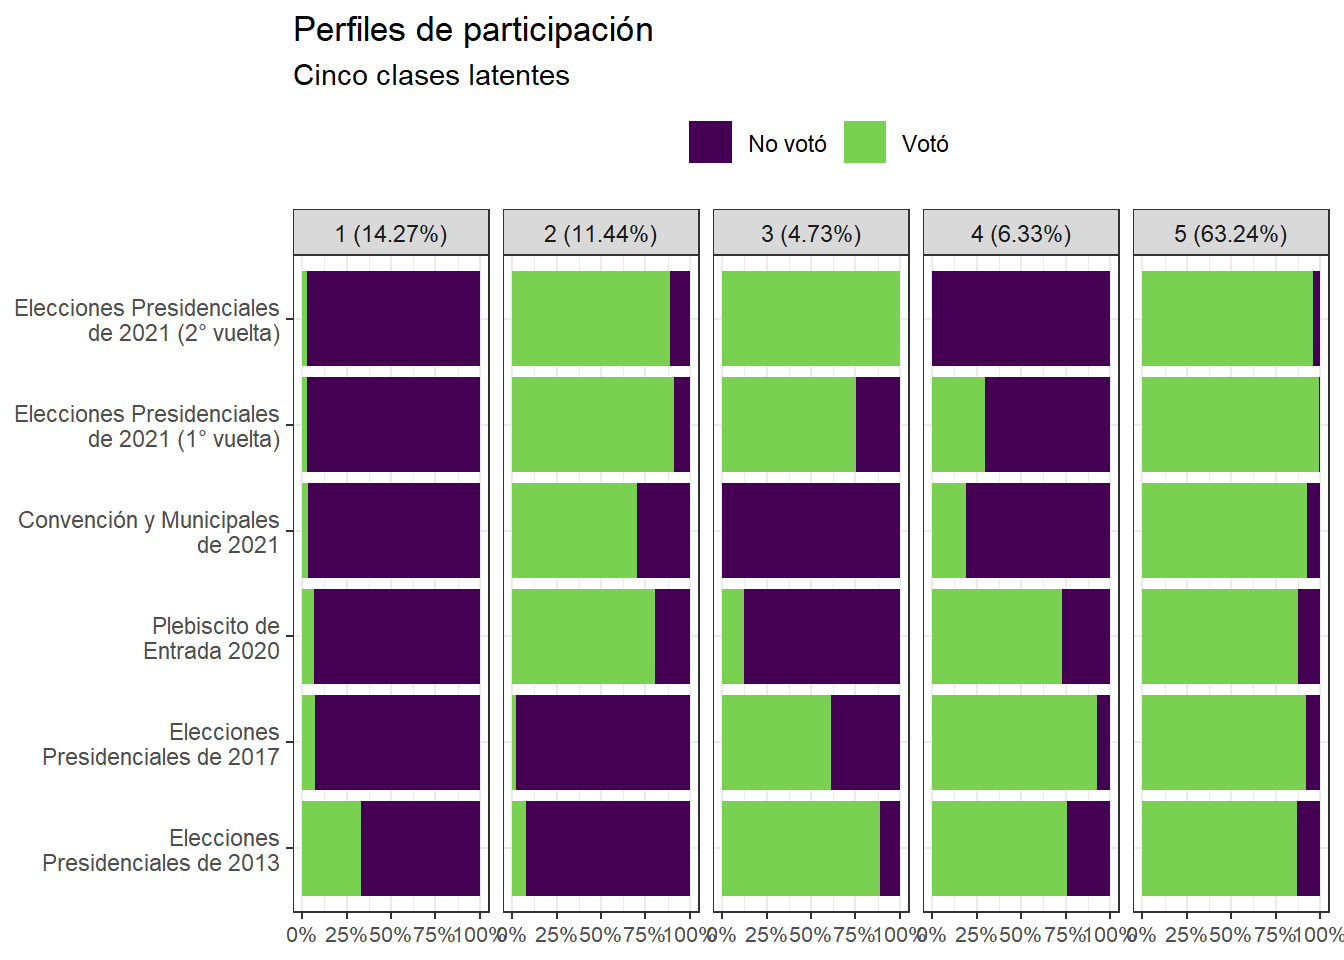 Perfiles de participación
Cinco clases latentes
No votó
Votó
1 (14.27%)
2 (11.44%)
3 (4.73%)
4 (6.33%)
5 (63.24%)
Elecciones Presidenciales
de 2021 (2° vuelta)
Elecciones Presidenciales
de 2021 (1° vuelta)
Convención y Municipales
de 2021
Plebiscito de
Entrada 2020
Elecciones
Presidenciales de 2017
Elecciones
Presidenciales de 2013
0% 25% 50% 75% 100%
0% 25% 50% 75% 100%
0% 25% 50% 75% 100%
0% 25% 50% 75% 100%
0% 25% 50% 75% 100%